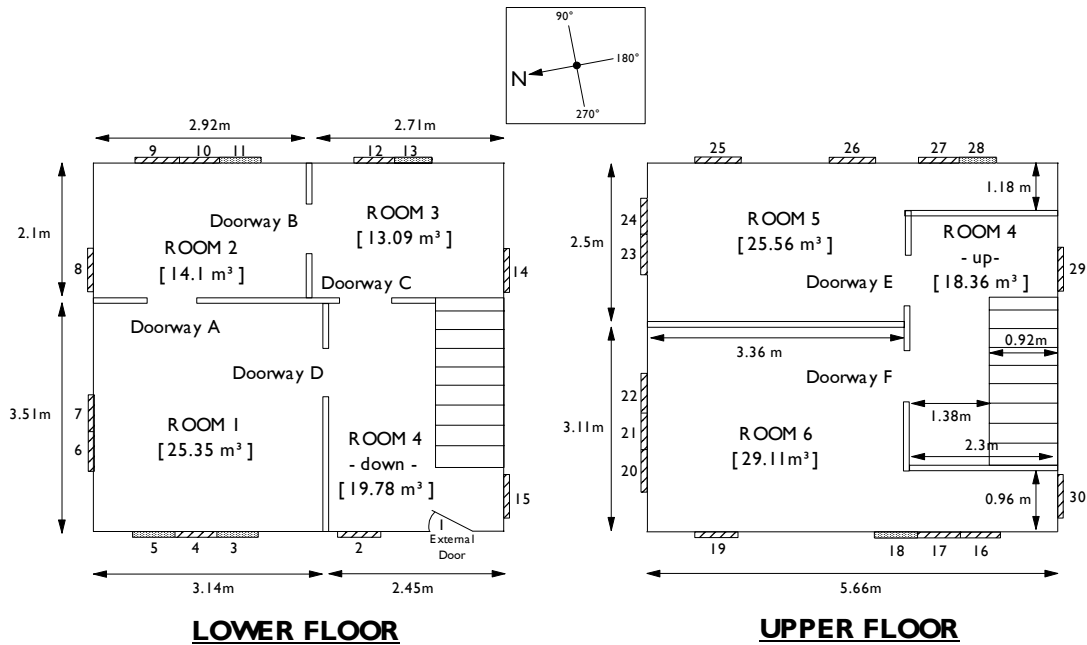 90°
N
180°
270°
2.92m
2.71m
9
10
11
12
13
2.1m
8
Doorway B
ROOM 3
[ 13.09 m³ ]
ROOM 2
[ 14.1 m³ ]
14
Doorway C
Doorway A
Doorway D
3.51m
7
6
ROOM 1
[ 25.35 m³ ]
ROOM 4
- down -
[ 19.78 m³ ]
15
1
External
Door
5
4
3
2
3.14m
2.45m
LOWER FLOOR
25
26
27
28
1.18 m
24
23
2.5m
ROOM 5
[ 25.56 m³ ]
ROOM 4
- up-
[ 18.36 m³ ]
29
Doorway E
3.36 m
0.92m
Doorway F
22
21
20
3.11m
1.38m
ROOM 6
[ 29.11m³ ]
2.3m
0.96 m
30
19
18
17
16
5.66m
UPPER FLOOR